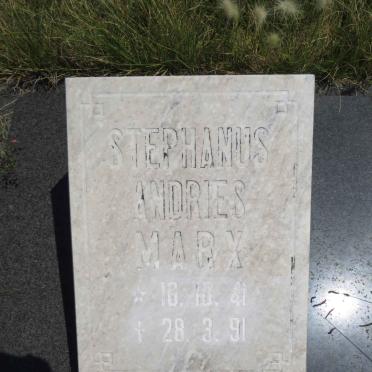 STEPHANUS
ANDRIES
MARX
☆ 16. 10. 41
† 28. 3. 91